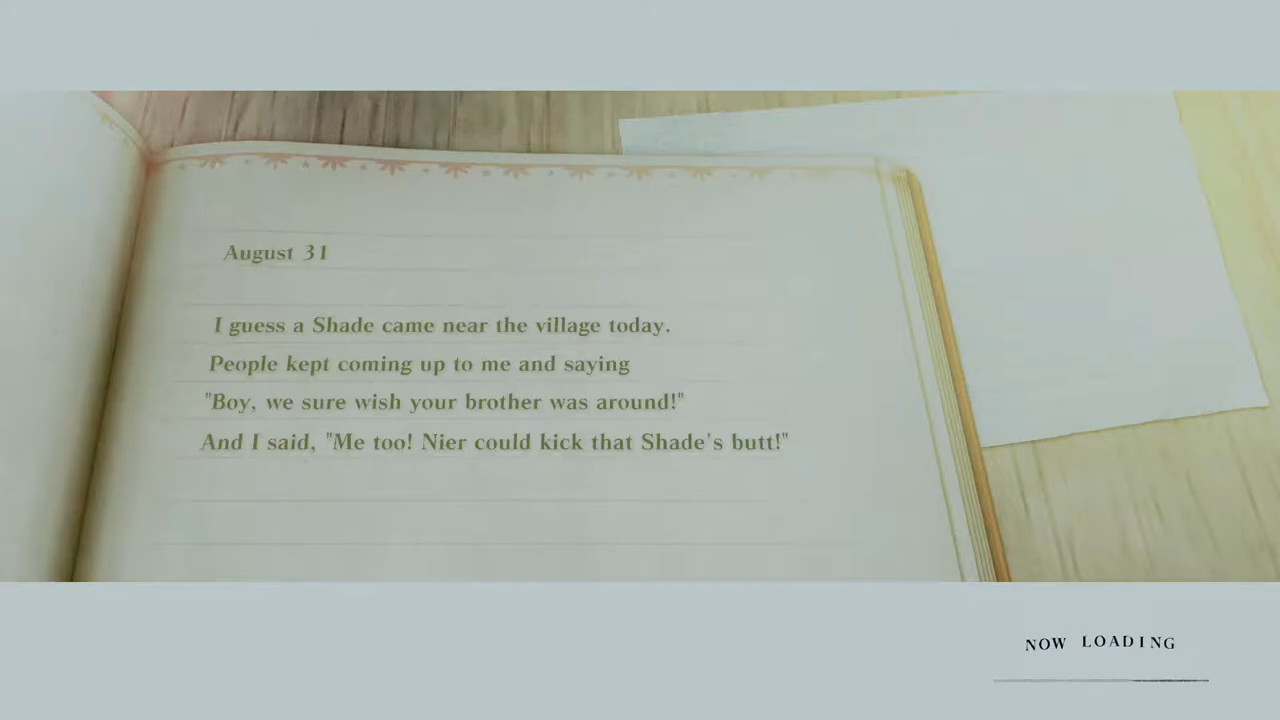 August 31
I guess a Shade came near the village today.
People kept coming up to me and saying
"Boy, we sure wish your brother was around!"
And I said, "Me too! Nier could kick that Shade's butt!"
NOW LOADING